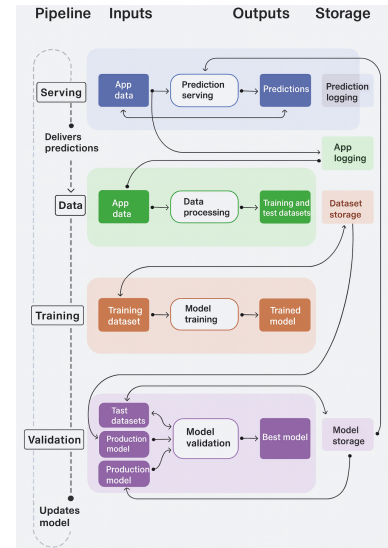 Pipeline
Inputs
Outputs
Storage
Serving
App
data
Prediction
serving
Predictions
Prediction
logging
Delivers
predictions
App
logging
Data
App
data
Data
processing
Training and
test datasets
Dataset
storage
Training
Training
dataset
Model
training
Trained
model
Validation
Tast
datasets
Production
model
Production
model
Model
validation
Best model
Model
storage
Updates
model